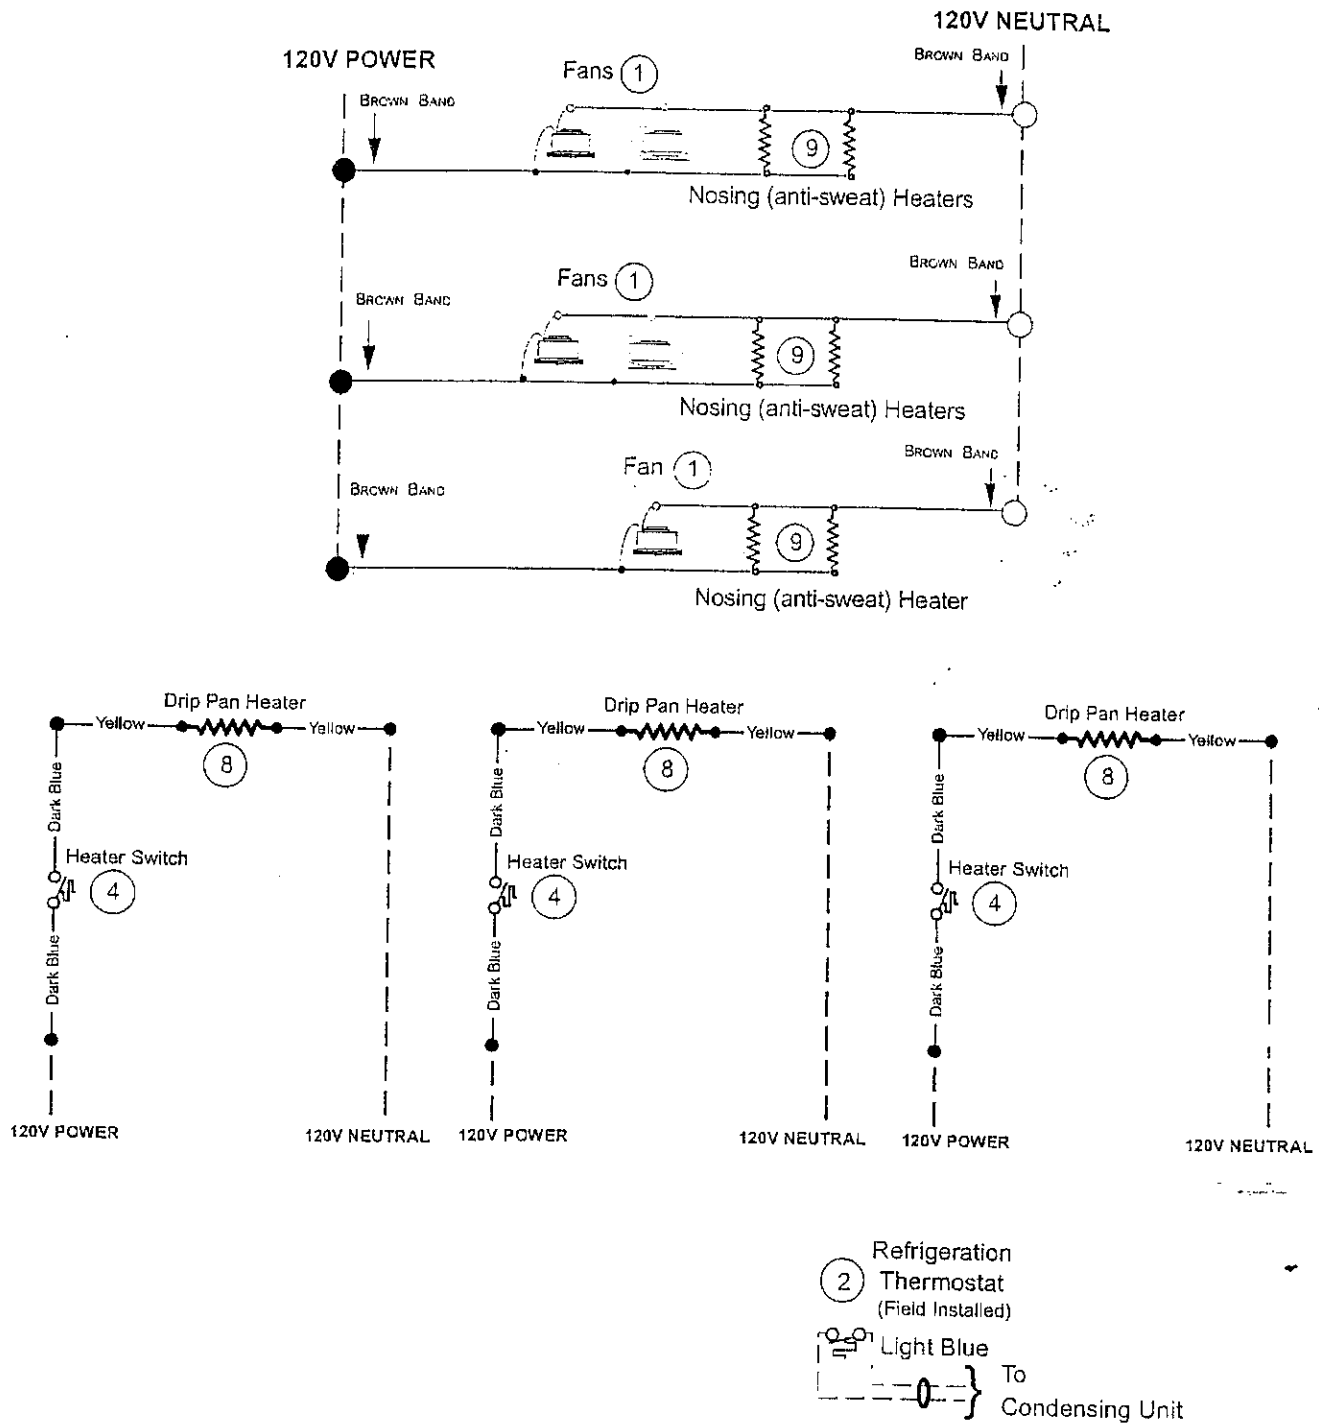 120V NEUTRAL
120V POWER
BROWN BAND
Fans 1
BROWN BAND
9
Nosing (anti-sweat) Heaters
BROWN BAND
Fans 1
BROWN BAND
9
Nosing (anti-sweat) Heaters
BROWN BAND
Fan 1
BROWN BAND
9
Nosing (anti-sweat) Heater
Drip Pan Heater
Yellow
Yellow
8
Dark Blue
Heater Switch
4
Dark Blue
120V POWER
120V NEUTRAL
Drip Pan Heater
Yellow
Yellow
8
Dark Blue
Heater Switch
4
Dark Blue
120V POWER
120V NEUTRAL
Drip Pan Heater
Yellow
Yellow
8
Dark Blue
Heater Switch
4
Dark Blue
120V POWER
120V NEUTRAL
Refrigeration
2 Thermostat
(Field Installed)
Light Blue
To
Condensing Unit